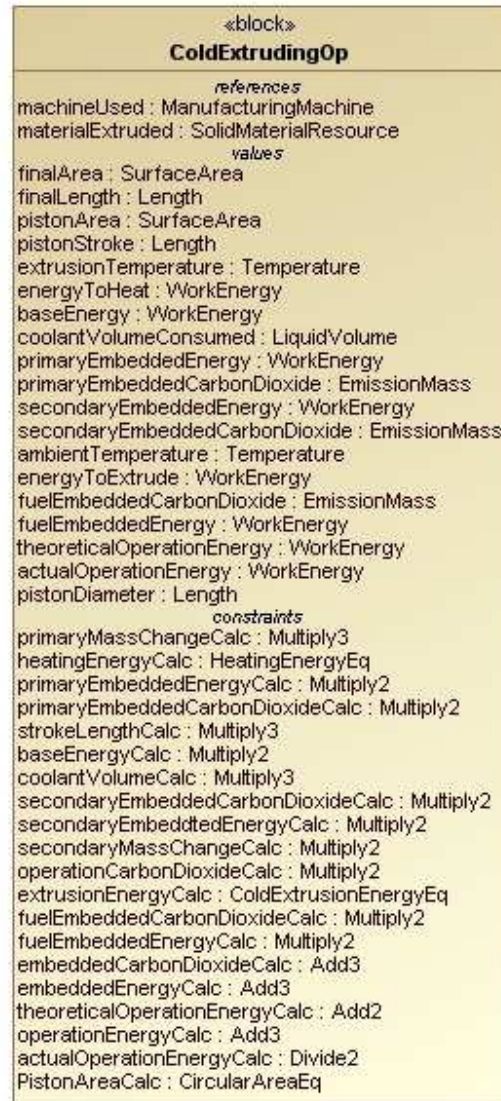 «block»
ColdExtrudingOp
references
machineUsed : ManufacturingMachine
materialExtruded : SolidMaterialResource
values
finalArea : SurfaceArea
finalLength : Length
pistonArea : SurfaceArea
pistonStroke : Length
extrusionTemperature : Temperature
energyToHeat : WorkEnergy
baseEnergy : WorkEnergy
coolantVolumeConsumed : LiquidVolume
primaryEmbeddedEnergy : WorkEnergy
primaryEmbeddedCarbonDioxide : EmissionMass
secondaryEmbeddedEnergy : WorkEnergy
secondaryEmbeddedCarbonDioxide : EmissionMass
ambientTemperature : Temperature
energyToExtrude : WorkEnergy
fuelEmbeddedCarbonDioxide : EmissionMass
fuelEmbeddedEnergy : WorkEnergy
theoreticalOperationEnergy : WorkEnergy
actualOperationEnergy : WorkEnergy
pistonDiameter : Length
constraints
primaryMassChangeCalc : Multiply3
heatingEnergyCalc : HeatingEnergyEq
primaryEmbeddedEnergyCalc : Multiply2
primaryEmbeddedCarbonDioxideCalc : Multiply2
strokeLengthCalc : Multiply3
baseEnergyCalc : Multiply2
coolantVolumeCalc : Multiply3
secondaryEmbeddedCarbonDioxideCalc : Multiply2
secondaryEmbeddtedEnergyCalc : Multiply2
secondaryMassChangeCalc : Multiply2
operationCarbonDioxideCalc : Multiply2
extrusionEnergyCalc : ColdExtrusionEnergyEq
fuelEmbeddedCarbonDioxideCalc : Multiply2
fuelEmbeddedEnergyCalc : Multiply2
embeddedCarbonDioxideCalc : Add3
embeddedEnergyCalc : Add3
theoreticalOperationEnergyCalc : Add2
operationEnergyCalc : Add3
actualOperationEnergyCalc : Divide2
PistonAreaCalc : CircularAreaEq